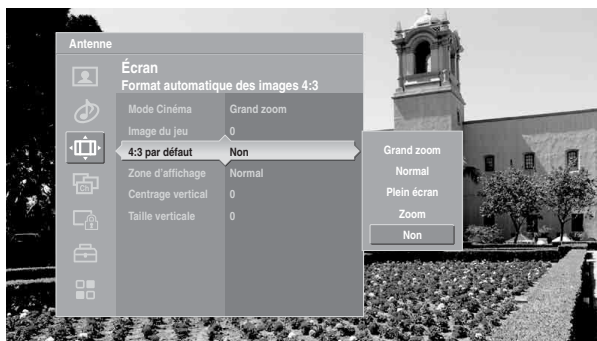 Antenne
Écran
Format automatique des images 4:3
Mode Cinéma Grand zoom
Image du jeu 0
4:3 par défaut Non
Zone d'affichage Normal
Centrage vertical 0
Taille verticale 0
Grand zoom
Normal
Plein écran
Zoom
Non
Ch